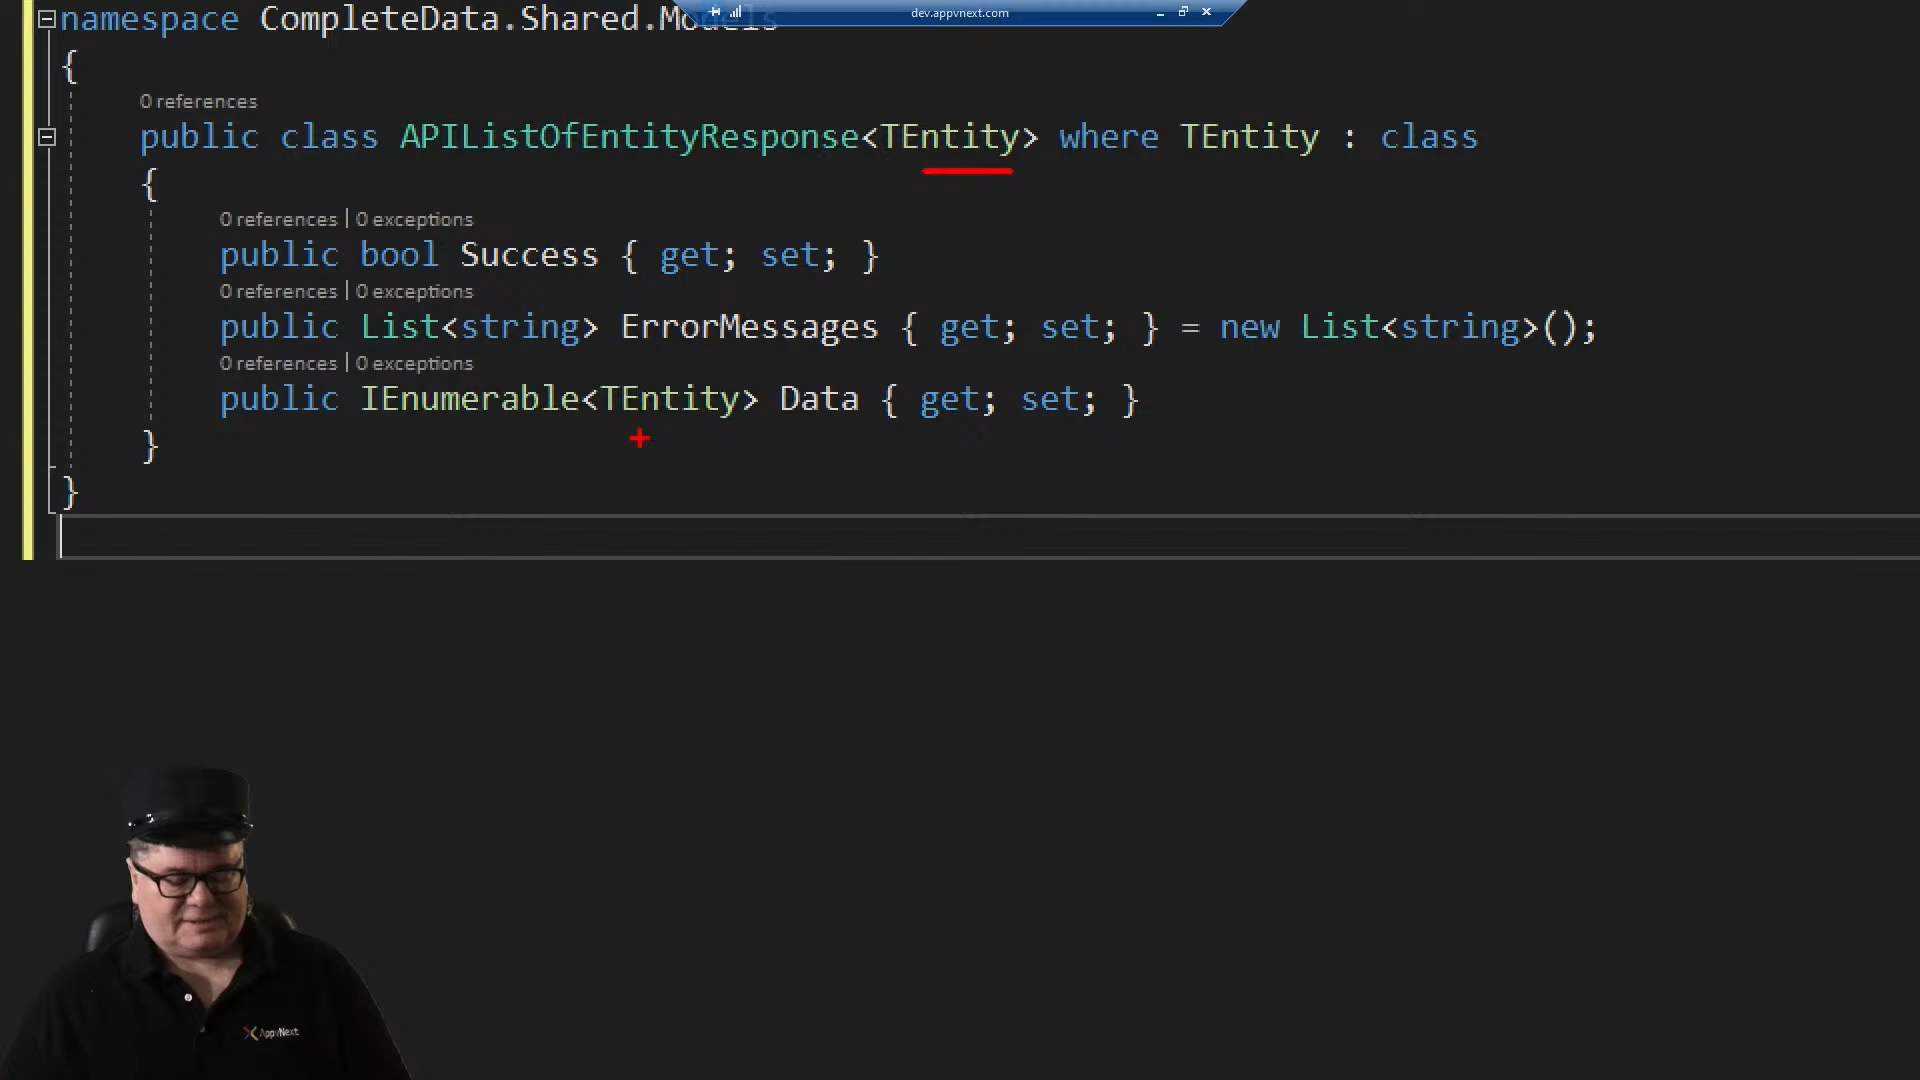 dev.appvnext.com
namespace CompleteData.Shared.Models
{
0 references
public class APIListOfEntityResponse<TEntity> where TEntity : class
{
0 references | 0 exceptions
public bool Success { get; set; }
0 references | 0 exceptions
public List<string> ErrorMessages { get; set; } = new List<string>();
0 references | 0 exceptions
public IEnumerable<TEntity> Data { get; set; }
}
}
AppvNext